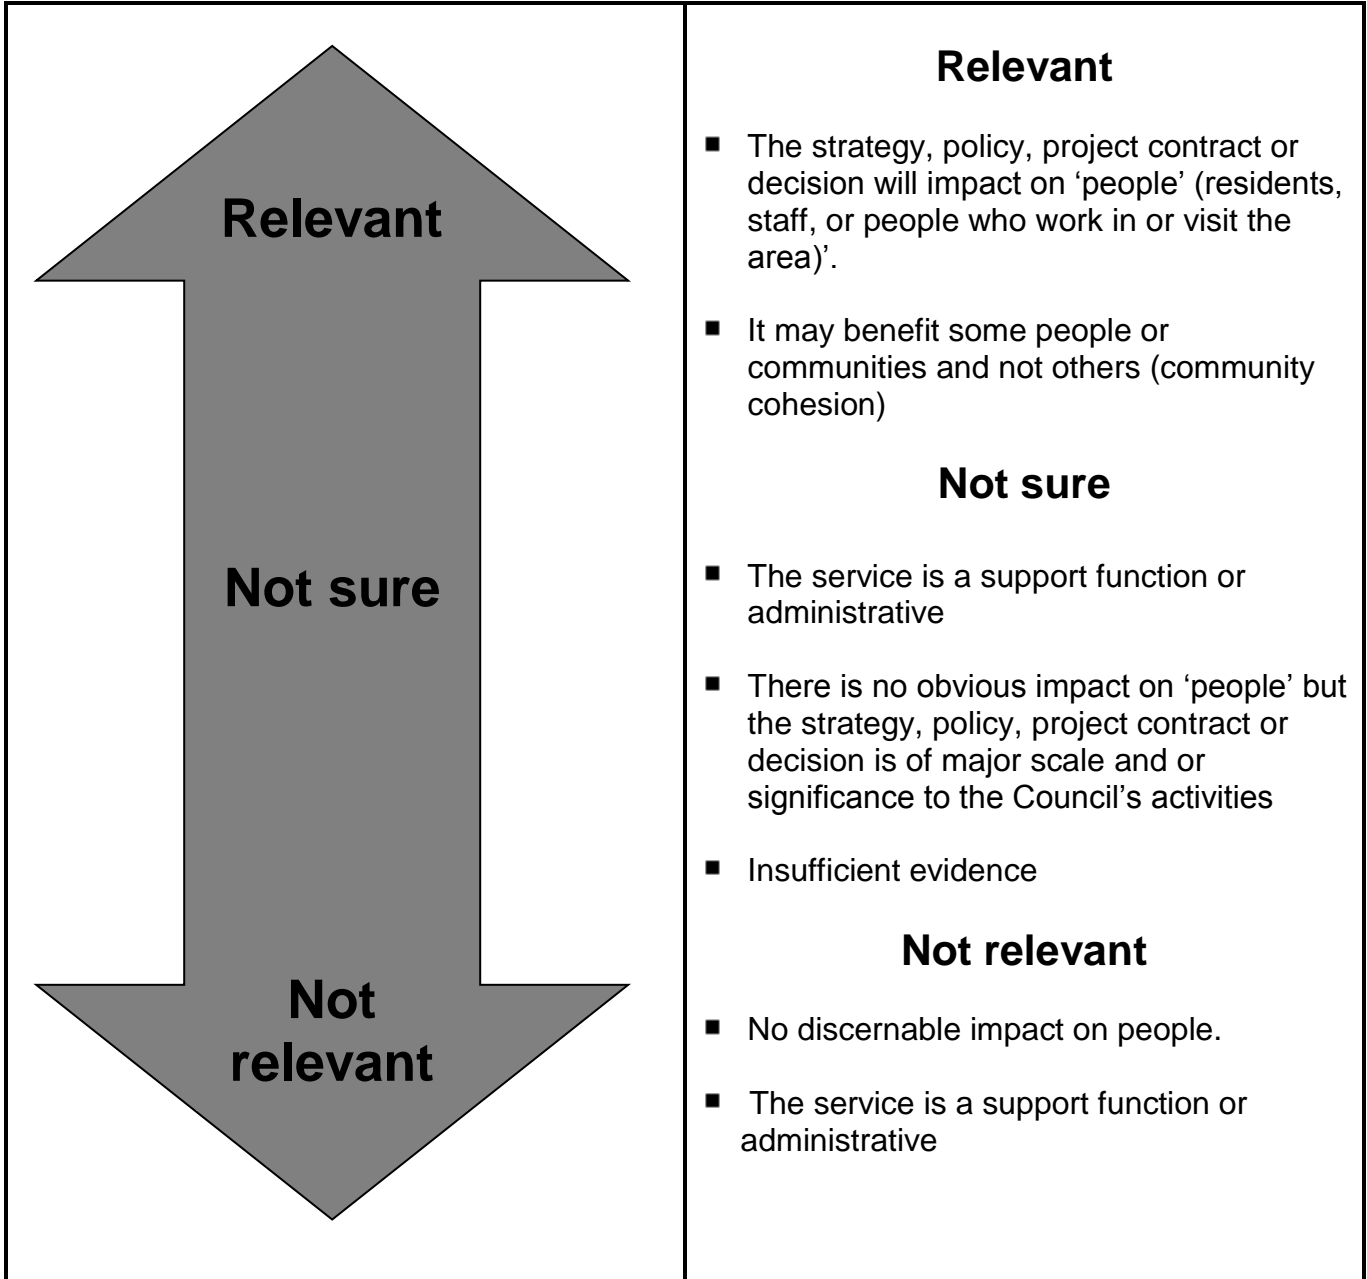 Relevant
Not sure
Not
relevant
Relevant
■ The strategy, policy, project contract or
decision will impact on ‘people’ (residents,
staff, or people who work in or visit the
area)’.
■ It may benefit some people or
communities and not others (community
cohesion)
Not sure
■ The service is a support function or
administrative
■ There is no obvious impact on ‘people’ but
the strategy, policy, project contract or
decision is of major scale and or
significance to the Council’s activities
■ Insufficient evidence
Not relevant
■ No discernable impact on people.
■ The service is a support function or
administrative